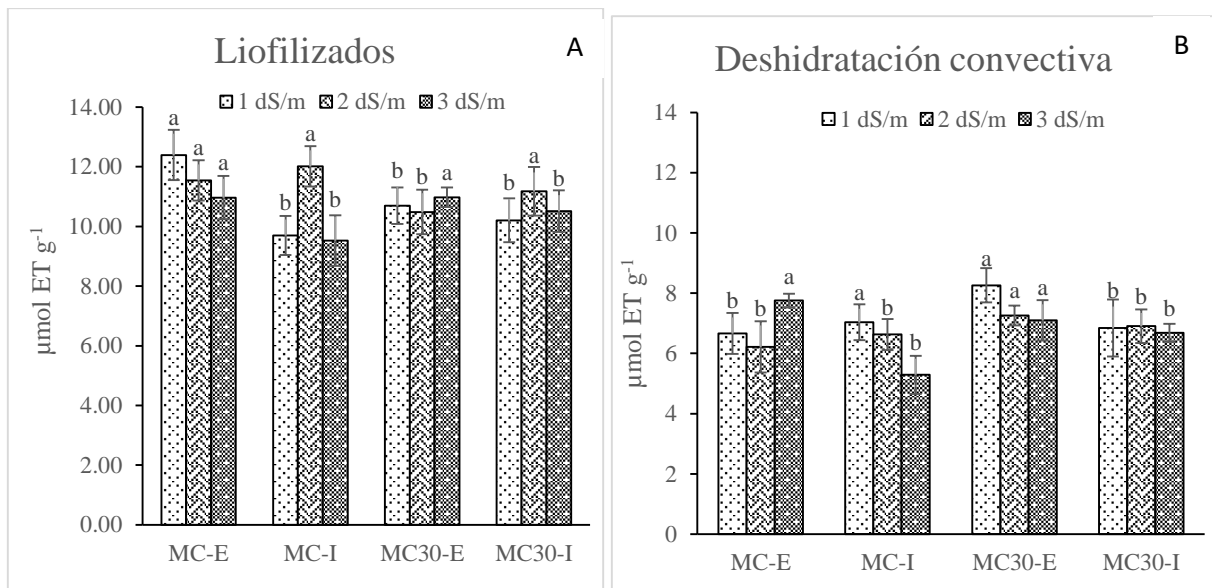 Liofilizados
A
1 dS/m 2 dS/m 3 dS/m
14.00
12.00
10.00
8.00
6.00
4.00
2.00
0.00
µmol ET g-1
a a a
b a b
b b a
b a b
MC-E MC-I MC30-E MC30-I
Deshidratación convectiva
B
1 dS/m 2 dS/m 3 dS/m
14
12
10
8
6
4
2
0
µmol ET g-1
b b a
a b b
a a a
b b b
MC-E MC-I MC30-E MC30-I